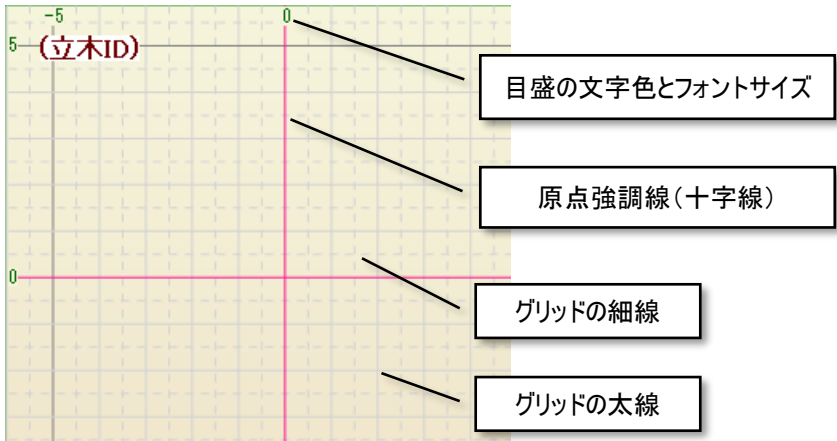 -5 0
5 (立木ID)
目盛の文字色とフォントサイズ
原点強調線（十字線）
0
グリッドの細線
グリッドの太線